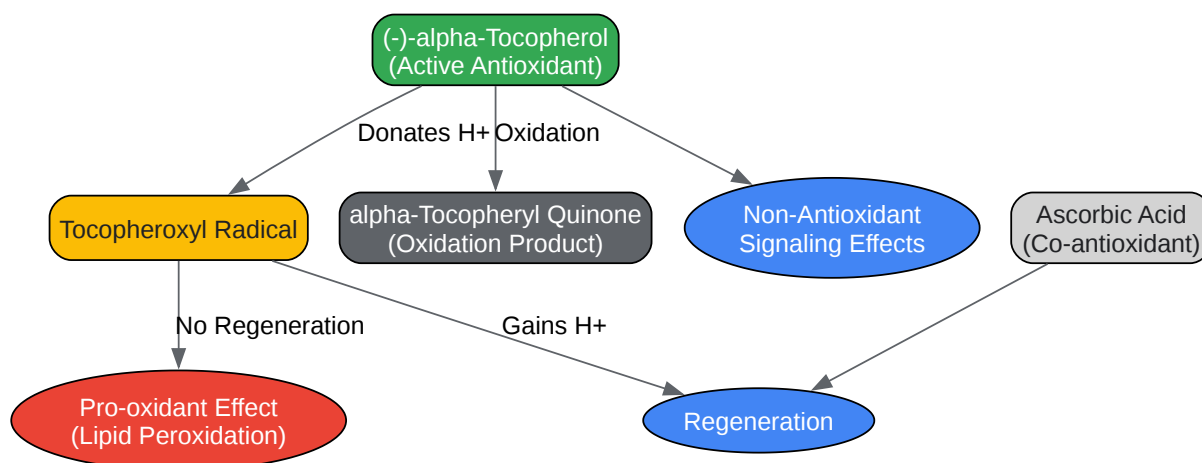 (-)-alpha-Tocopherol
(Active Antioxidant)
Donates H+
Oxidation
Tocopheroxyl Radical
alpha-Tocopheryl Quinone
(Oxidation Product)
Non-Antioxidant
Signaling Effects
Ascorbic Acid
(Co-antioxidant)
No Regeneration
Gains H+
Pro-oxidant Effect
(Lipid Peroxidation)
Regeneration